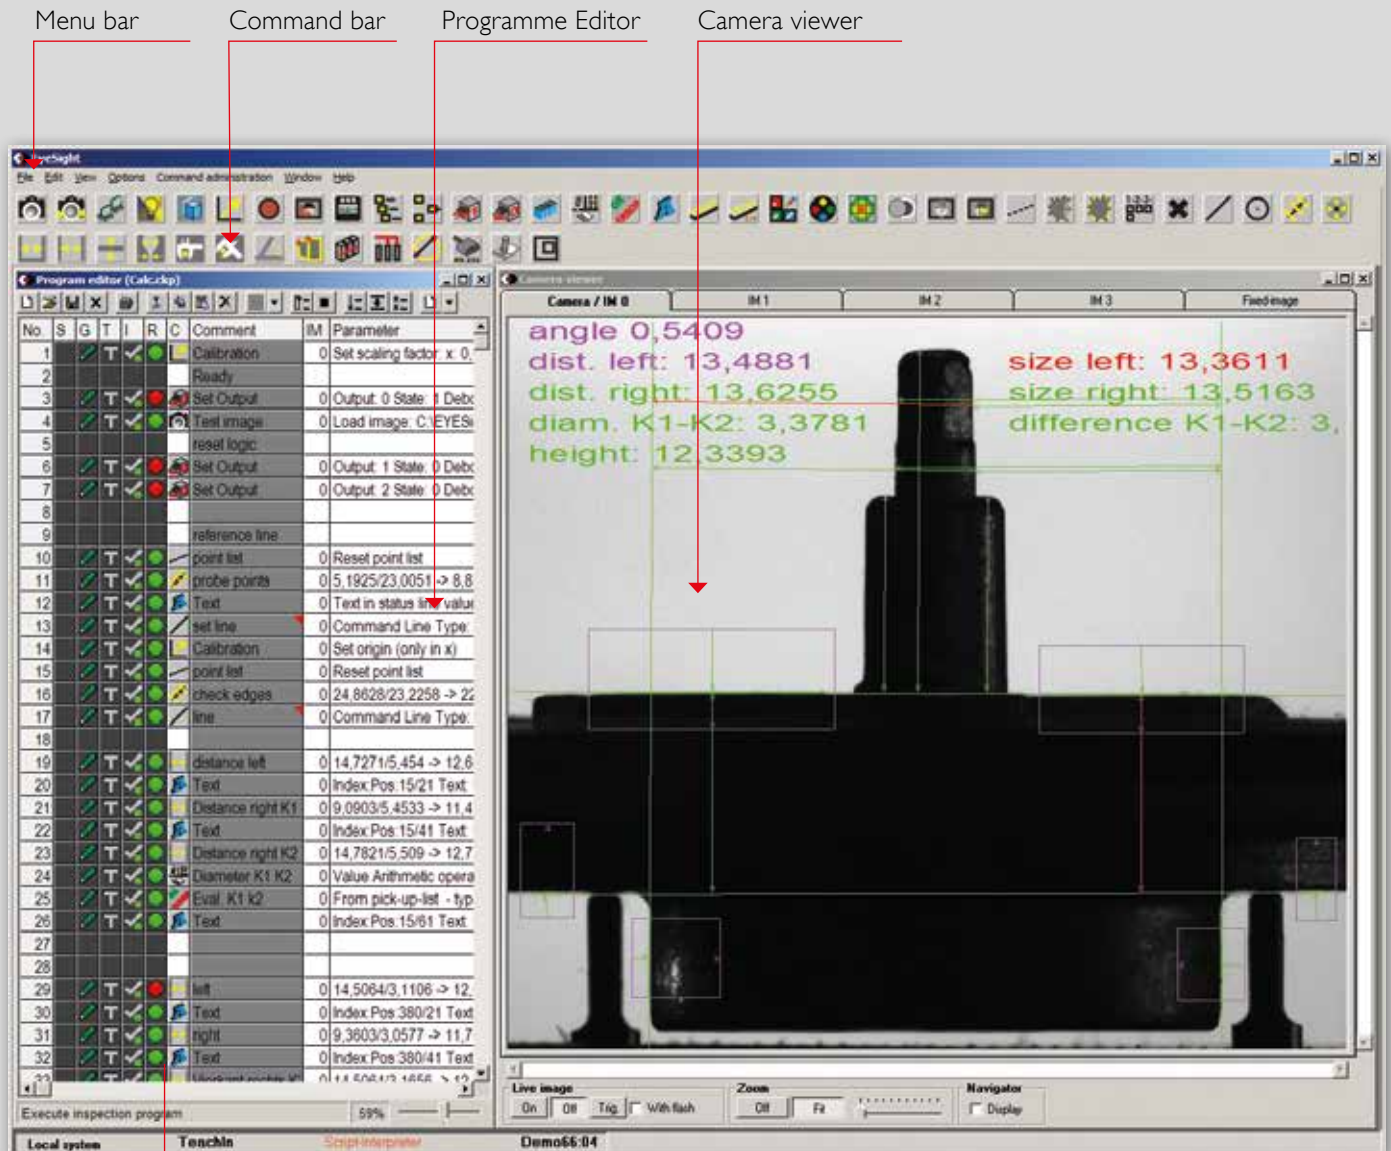 Menu bar
Command bar
Programme Editor
Camera viewer
EyeSight
File Edit View Options Command administration Window Help
Program editor (Calc.ckp)
Camera viewer
No. S G T I R C Comment IM Parameter
1 T Calibration 0 Set scaling factor: x: 0,
2 Ready
3 T Set Output 0 Output: 0 State: 1 Debo
4 T Test image 0 Load image: C:\EYESi
5 reset logic
6 T Set Output 0 Output: 1 State: 0 Debo
7 T Set Output 0 Output: 2 State: 0 Debo
8
9 reference line
10 T point list 0 Reset point list
11 T probe points 0 5,1925/23,0051 -> 8,8
12 T Text 0 Text in status line value
13 T set line 0 Command Line Type:
14 T Calibration 0 Set origin (only in x)
15 T point list 0 Reset point list
16 T check edges 0 24,8628/23,2258 -> 22
17 T line 0 Command Line Type:
18
19 T distance left 0 14,7271/5,454 -> 12,6
20 T Text 0 Index:Pos:15/21 Text:
21 T Distance right K1 0 9,0903/5,4533 -> 11,4
22 T Text 0 Index:Pos:15/41 Text:
23 T Distance right K2 0 14,7821/5,509 -> 12,7
24 T Diameter K1 K2 0 Value Arithmetic opera
25 T Eval. K1 k2 0 From pick-up-list - typ
26 T Text 0 Index:Pos:15/61 Text:
27
28
29 T left 0 14,5064/3,1106 -> 12,
30 T Text 0 Index:Pos:380/21 Text
31 T right 0 9,3603/3,0577 -> 11,7
32 T Text 0 Index:Pos:380/41 Text
33
Execute inspection program 59%
Camera / IM 0 IM 1 IM 2 IM 3 Fixed-image
angle 0,5409
dist. left: 13,4881 size left: 13,3611
dist. right: 13,6255 size right: 13,5163
diam. K1-K2: 3,3781 difference K1-K2: 3,
height: 12,3393
Live image Zoom Navigator
On Off Trig. With flash Off Fit Display
Local system TeachIn Script-Interpreter Demo66:04